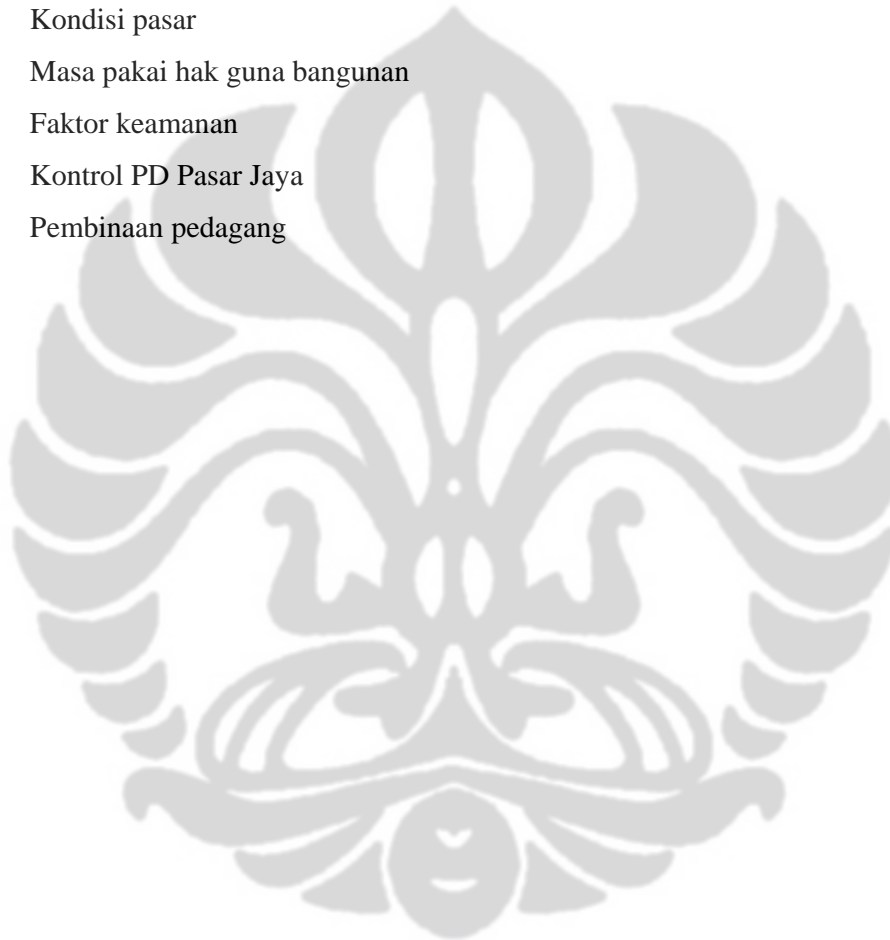 Kondisi pasar
Masa pakai hak guna bangunan
Faktor keamanan
Kontrol PD Pasar Jaya
Pembinaan pedagang